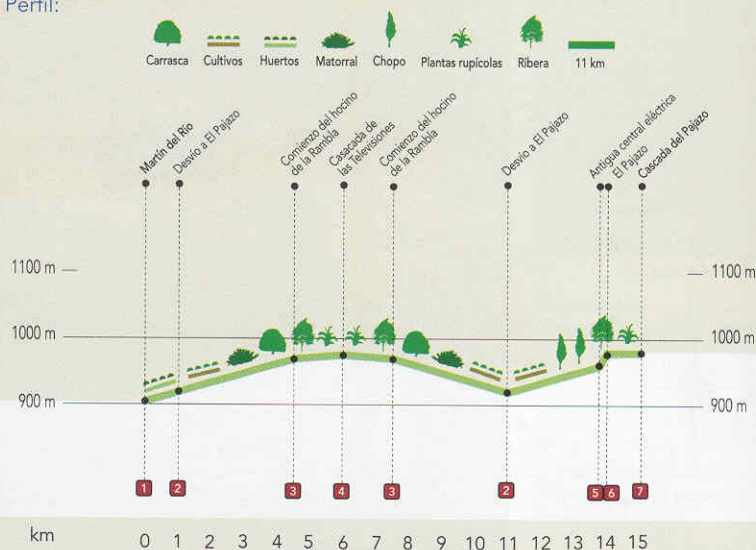 Perfil:
Carrasca
Cultivos
Huertos
Matorral
Chopo
Plantas rupícolas
Ribera
11 km
Martín del Río
Desvío a El Pajazo
Comienzo del hocino
de la Rambla
Casacada de
las Televisiones
Comienzo del hocino
de la Rambla
Desvío a El Pajazo
Antigua central eléctrica
El Pajazo
Cascada del Pajazo
1100 m
1100 m
1000 m
1000 m
900 m
900 m
1 2 3 4 3 2 5 6 7
km 0 1 2 3 4 5 6 7 8 9 10 11 12 13 14 15